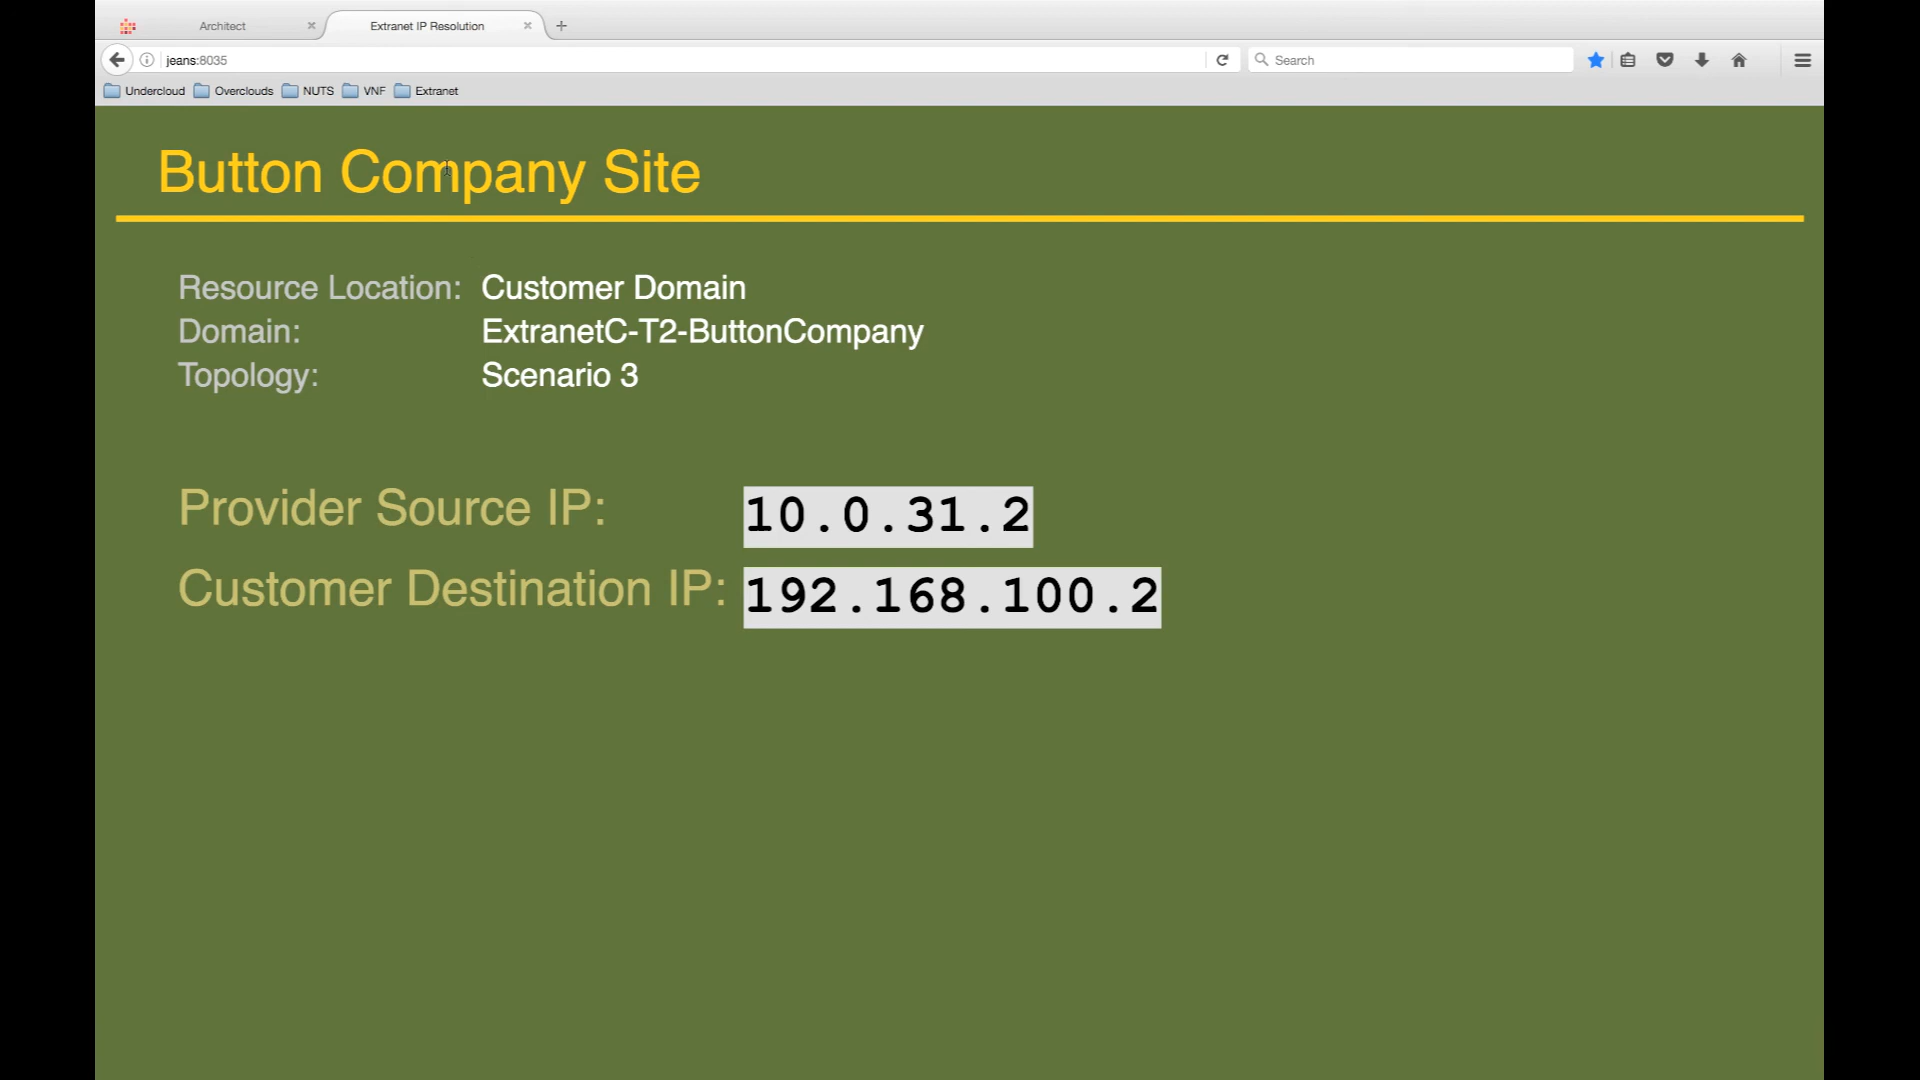 Architect
Extranet IP Resolution
jeans:8035
Search
Undercloud Overclouds NUTS VNF Extranet
Button Company Site
Resource Location: Customer Domain
Domain: ExtranetC-T2-ButtonCompany
Topology: Scenario 3
Provider Source IP: 10.0.31.2
Customer Destination IP: 192.168.100.2